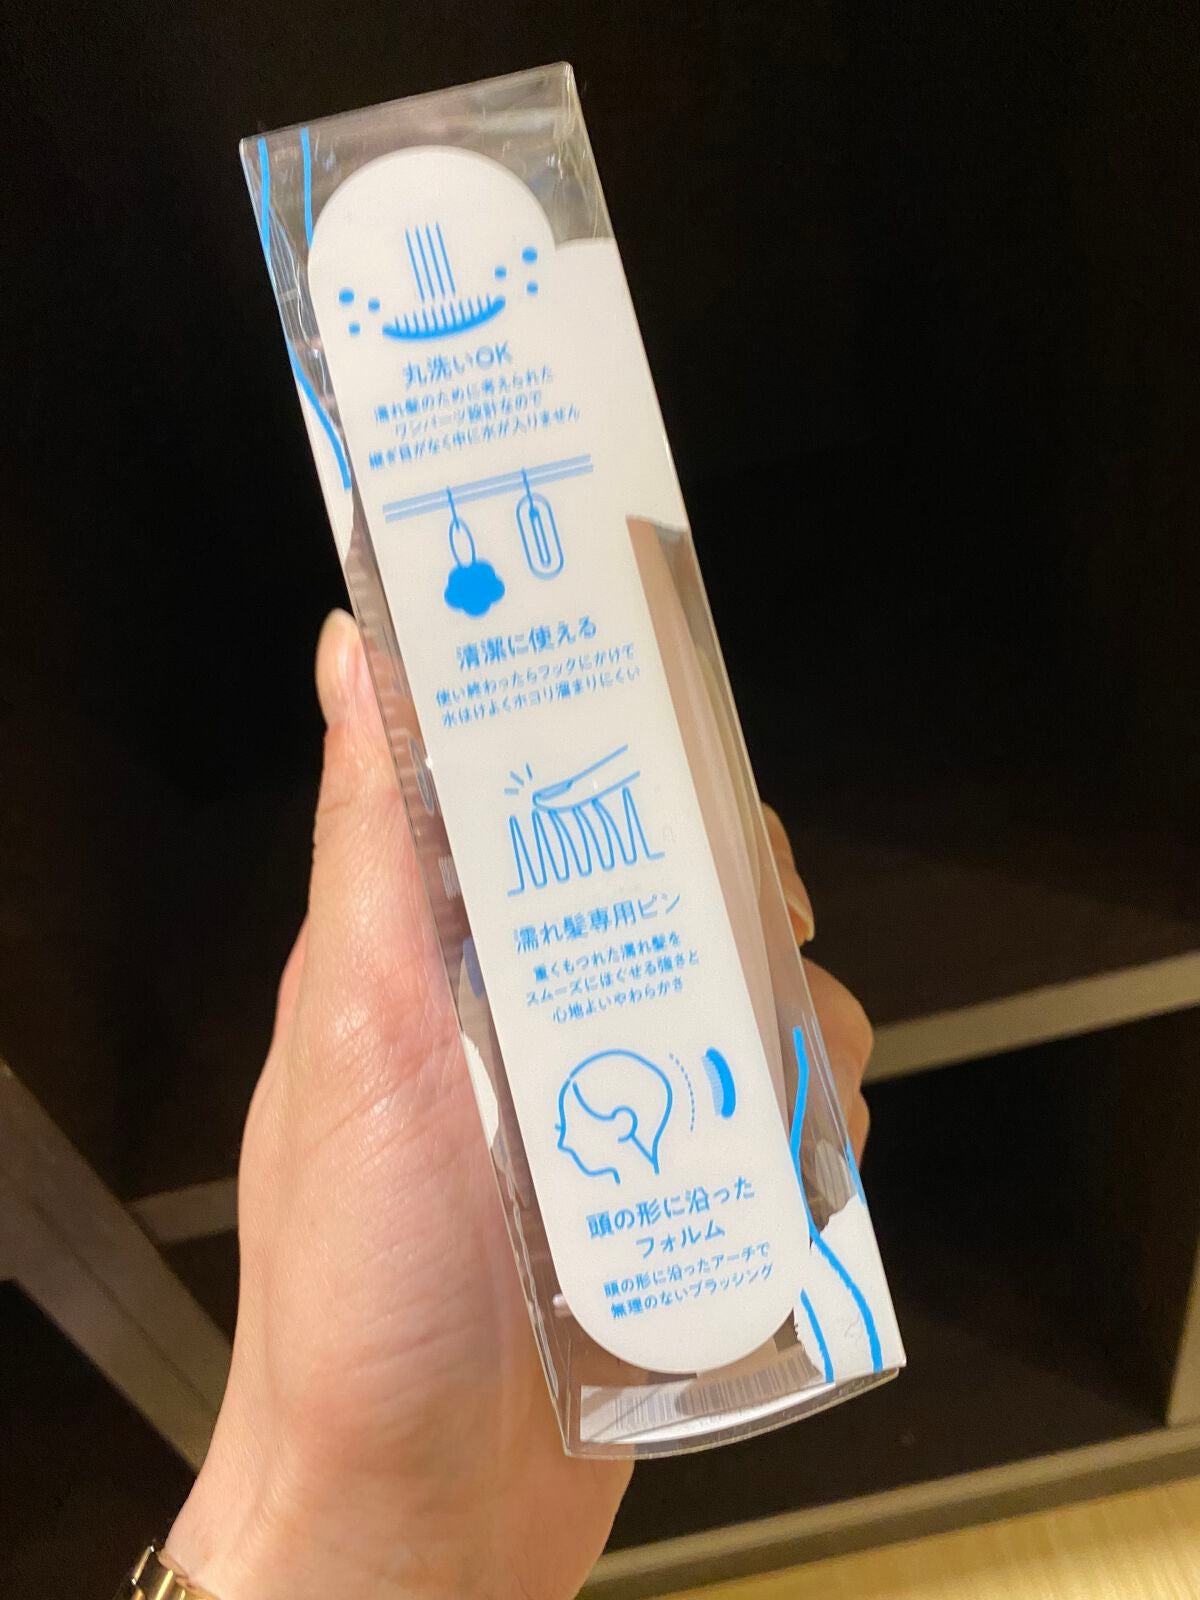 丸洗いOK
濡れ髪のために考えられた
ワンパーツ設計なので
継ぎ目がなく中に水が入りません
清潔に使える
使い終わったらフックにかけて
水はけよくホコリ溜まりにくい
濡れ髪専用ピン
重くもつれた濡れ髪を
スムーズにほぐせる強さと
心地よいやわらかさ
頭の形に沿った
フォルム
頭の形に沿ったアーチで
無理のないブラッシング